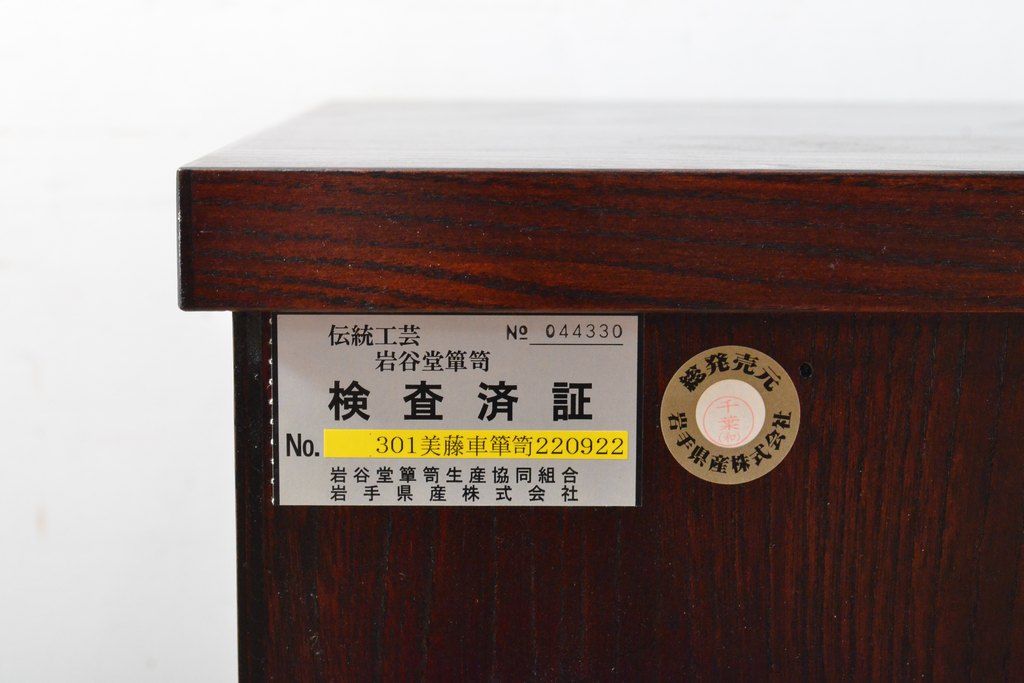 伝統工芸
№ 044330
岩谷堂簞笥
検査済証
No. 301美藤車箪笥220922
岩谷堂簞笥生産協同組合
岩手県産株式会社
総発売元
千葉(和)
岩手県産株式会社